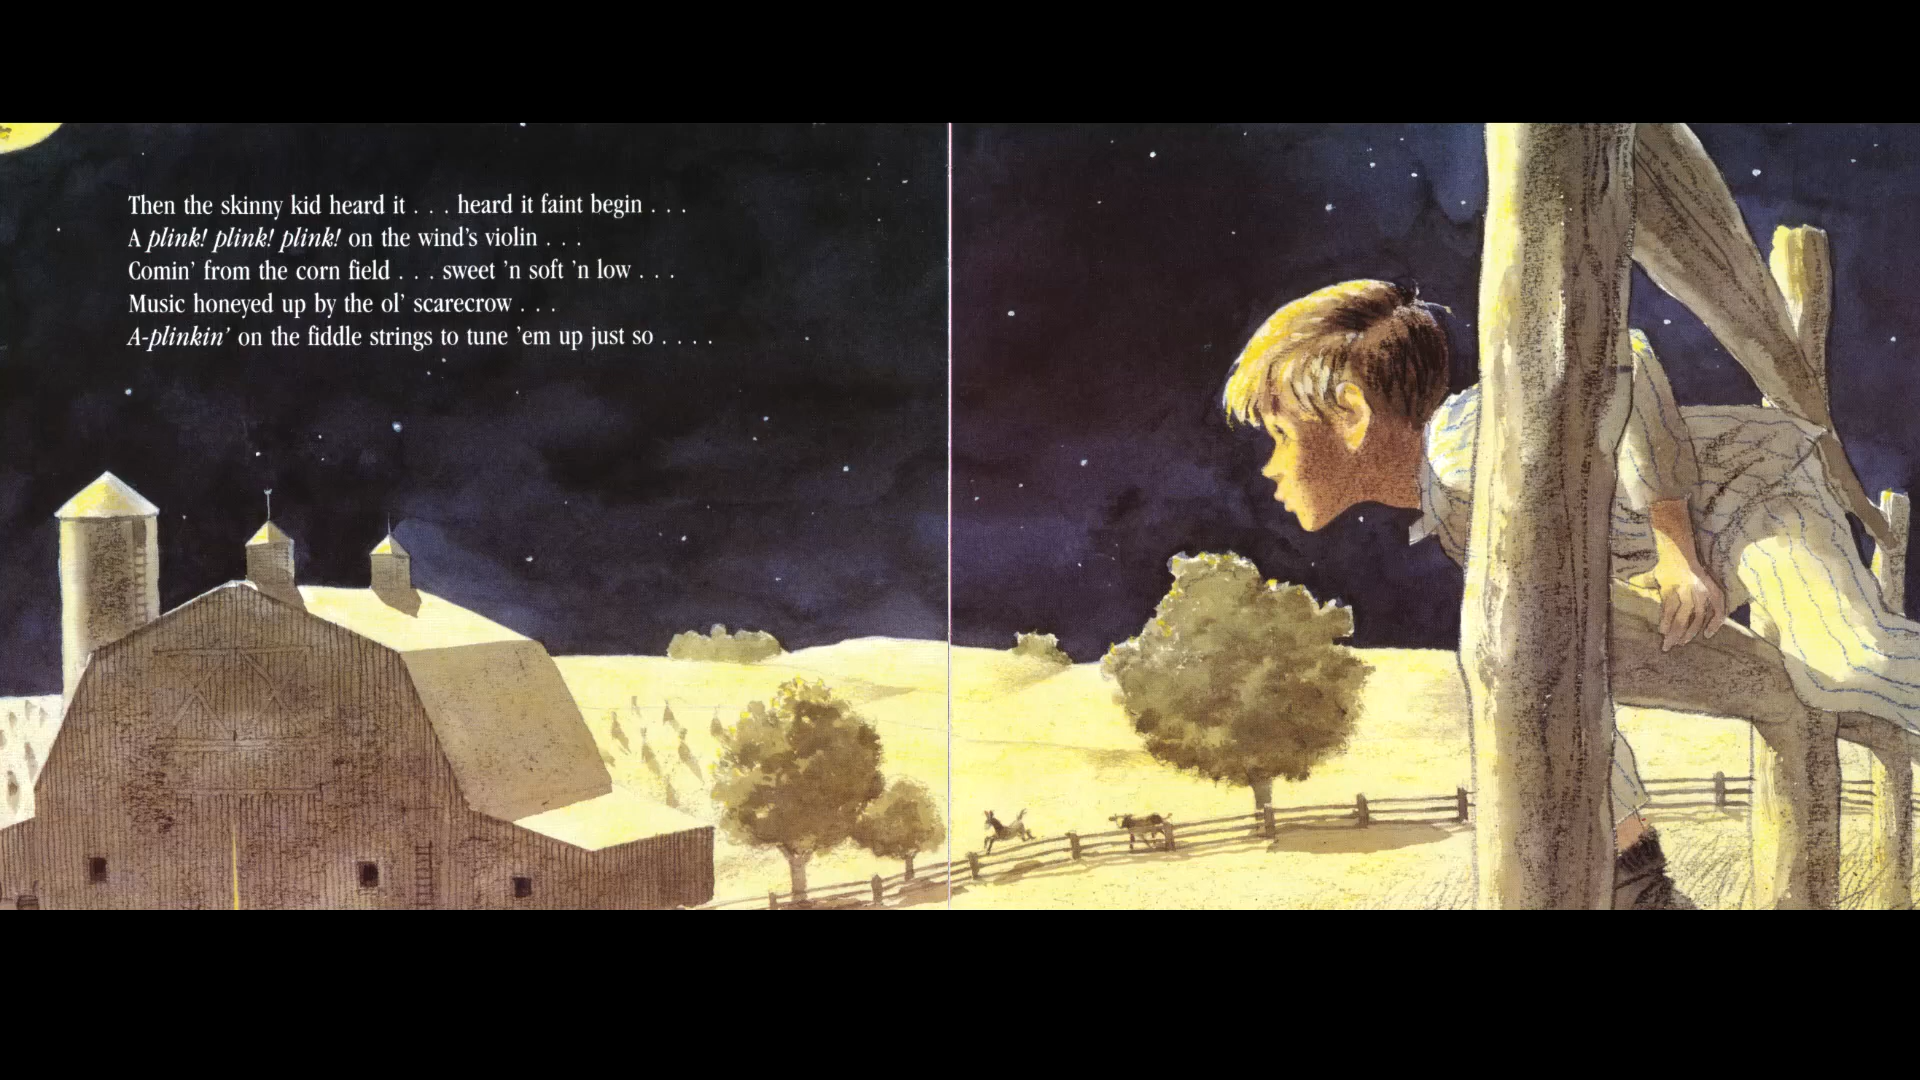 Then the skinny kid heard it . . . heard it faint begin . . .
A plink! plink! plink! on the wind’s violin . . .
Comin’ from the corn field . . . sweet ’n soft ’n low . . .
Music honeyed up by the ol’ scarecrow . . .
A-plinkin’ on the fiddle strings to tune ’em up just so . . . .